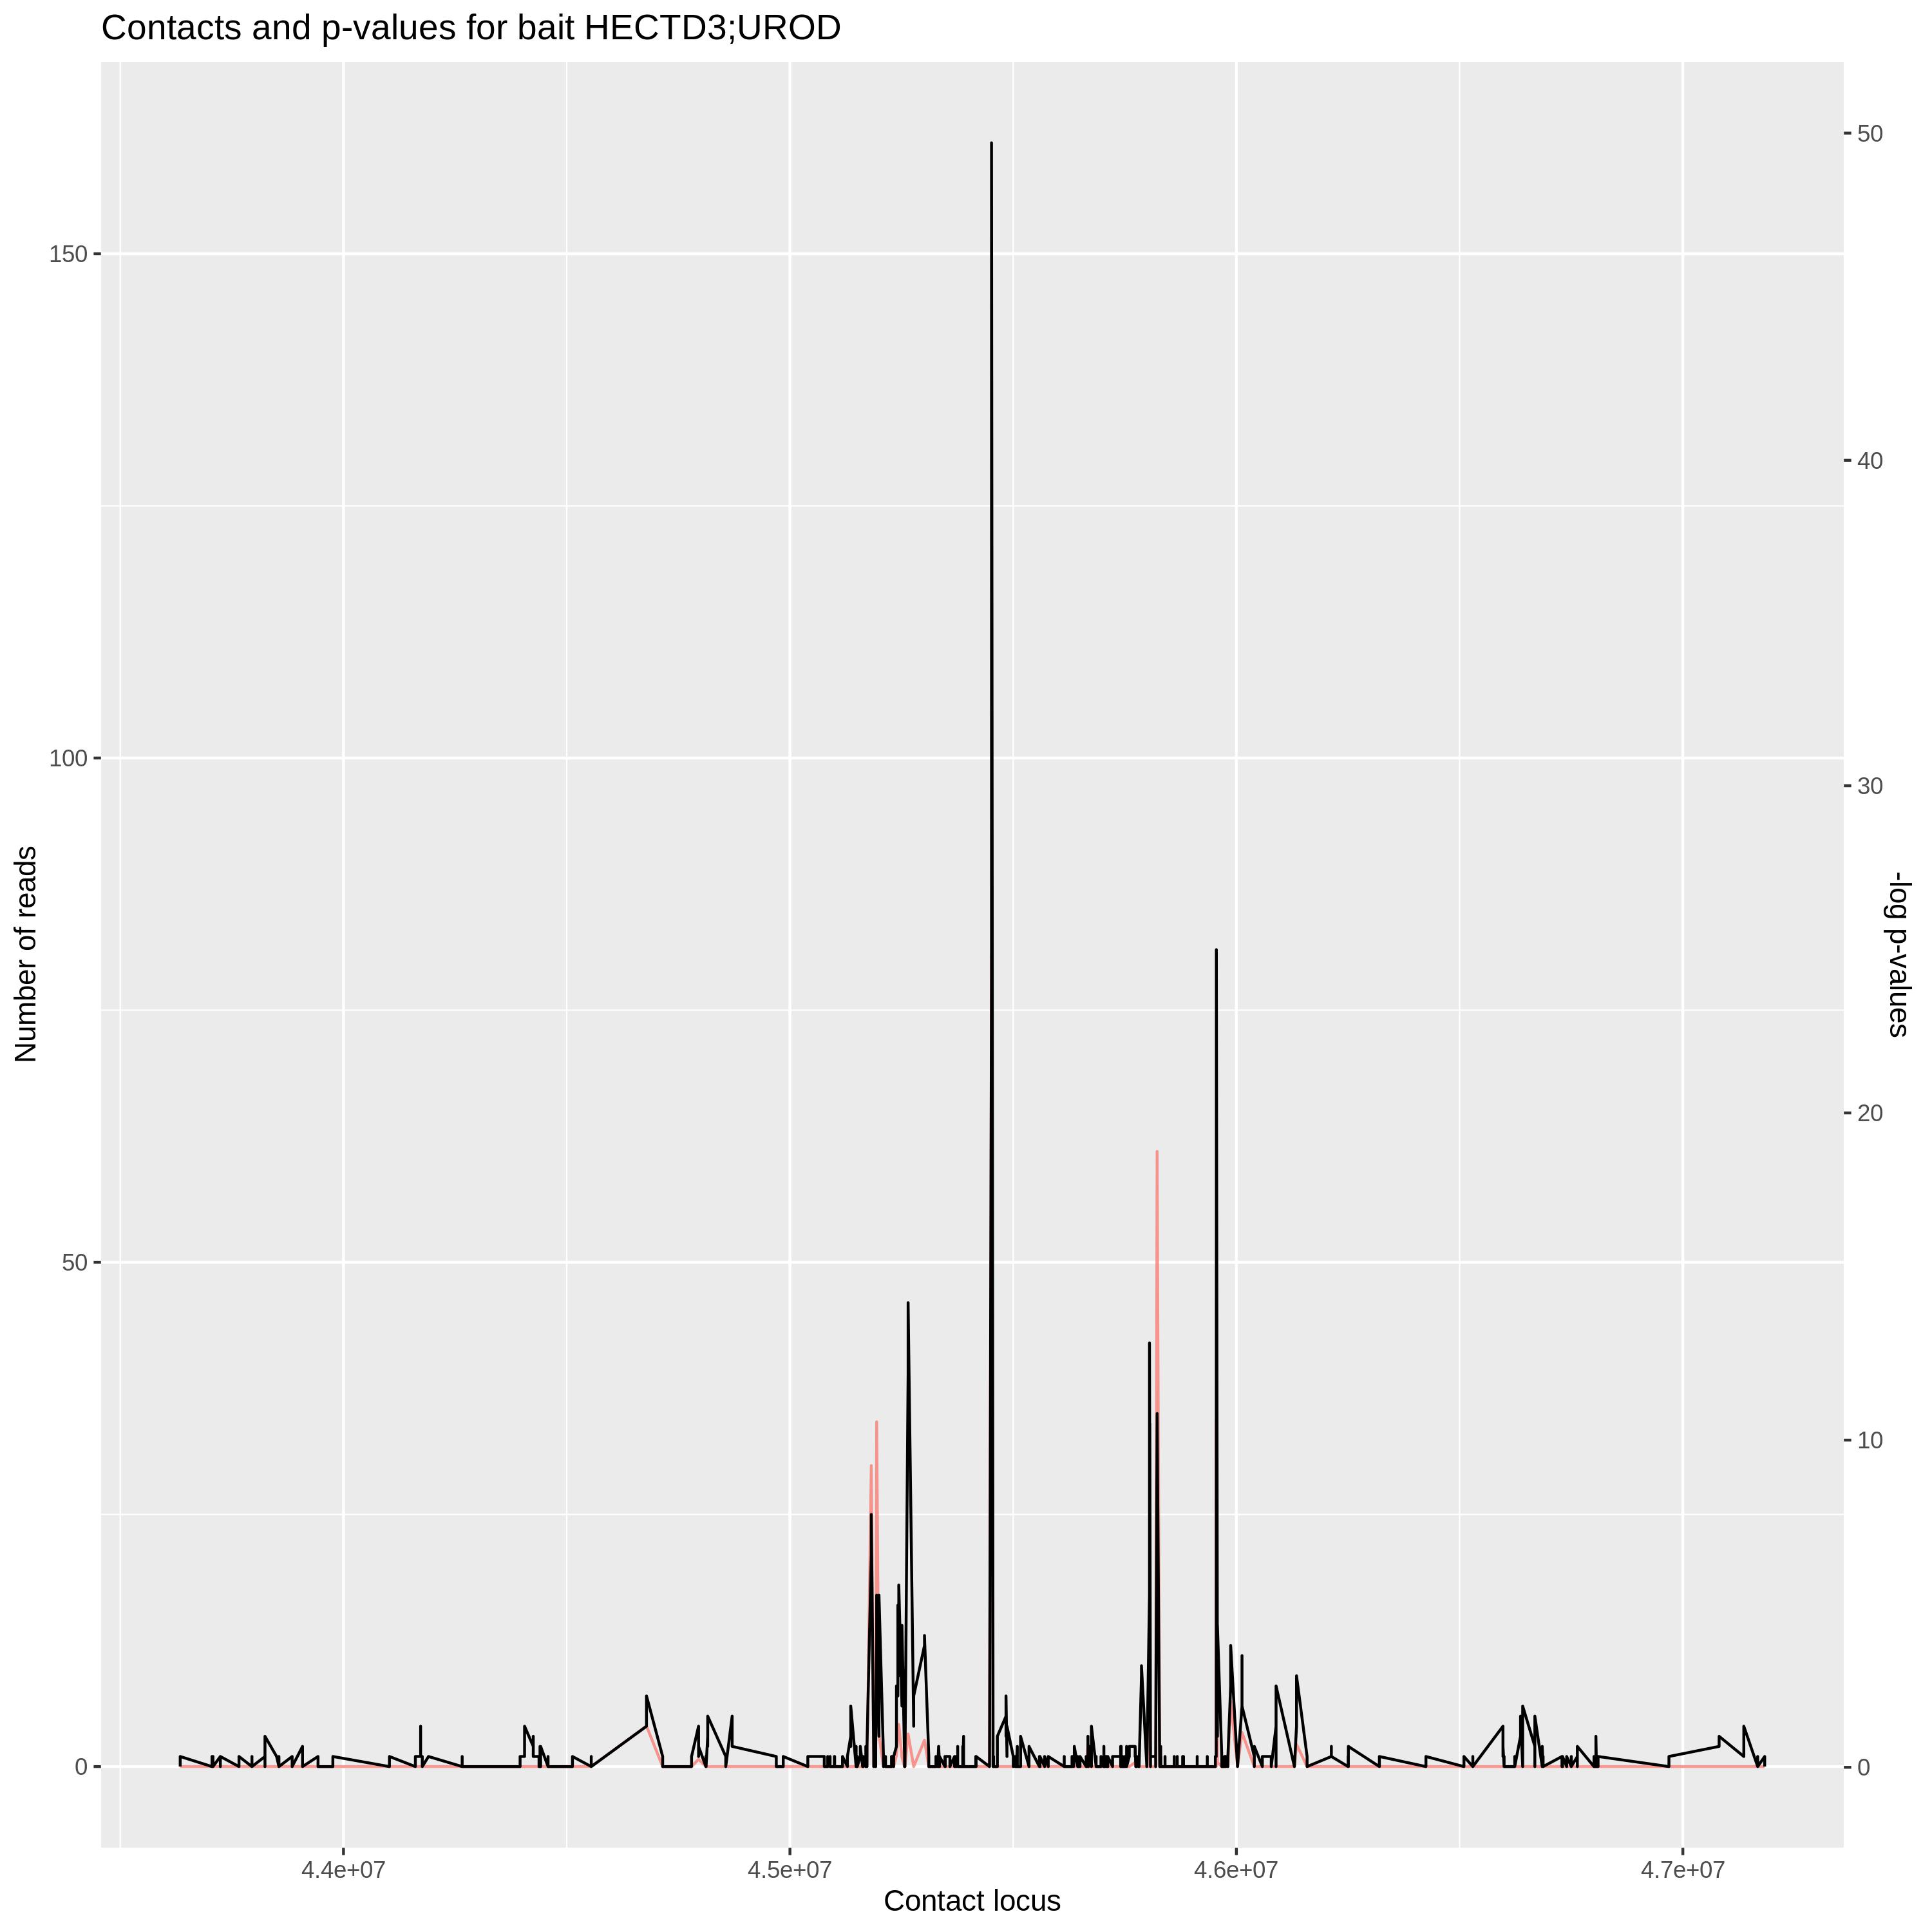 Contacts and p-values for bait HECTD3;UROD
150
100
50
0
Number of reads
50
40
30
20
10
0
-log p-values
4.4e+07
4.5e+07
4.6e+07
4.7e+07
Contact locus